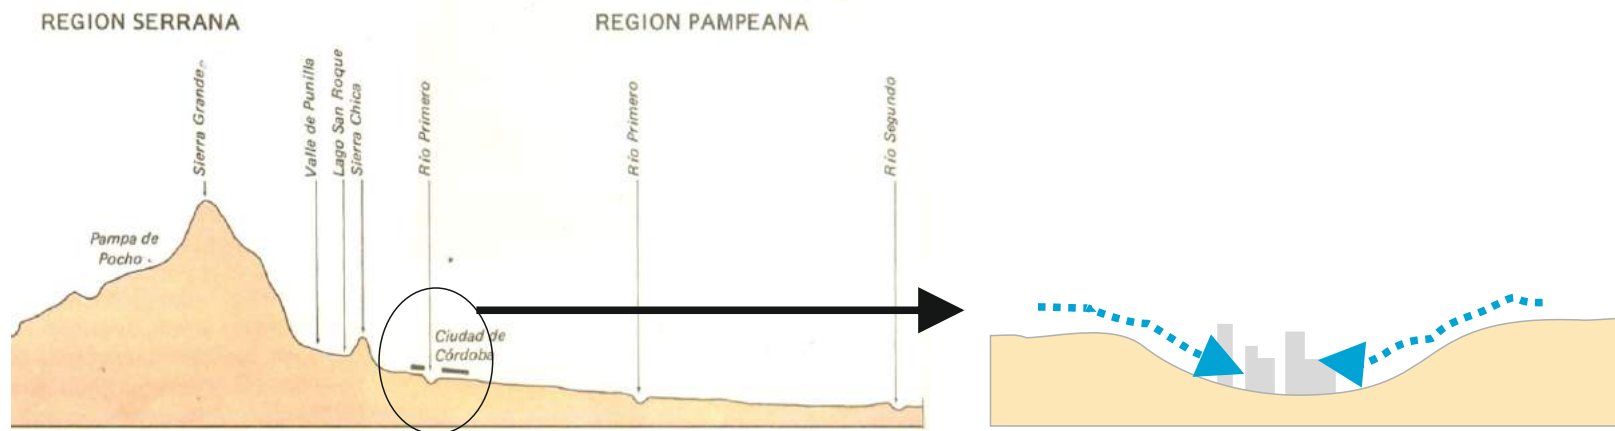 REGION SERRANA
REGION PAMPEANA
Sierra Grande
Valle de Punilla
Lago San Roque
Sierra Chica
Río Primero
Río Primero
Río Segundo
Pampa de
Pocho
Ciudad de
Córdoba